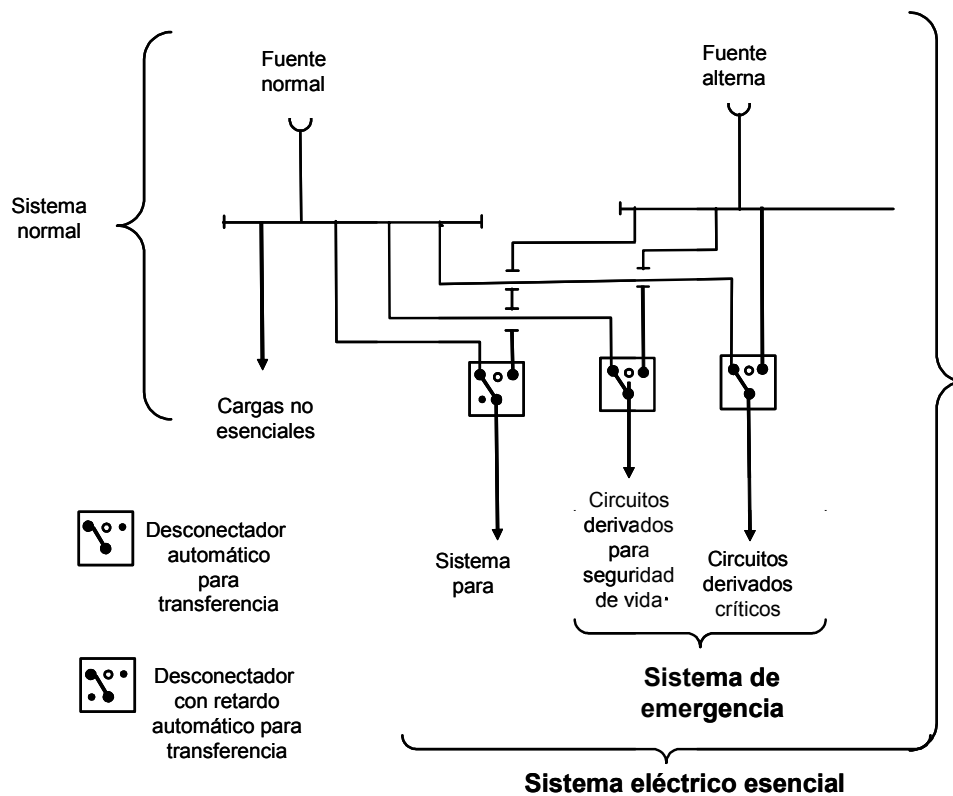 Fuente
normal
Fuente
alterna
Sistema
normal
Cargas no
esenciales
Desconectador
automático
para
transferencia
Sistema
para
Circuitos
derivados
para
seguridad
de vida·
Circuitos
derivados
críticos
Desconectador
con retardo
automático para
transferencia
Sistema de
emergencia
Sistema eléctrico esencial